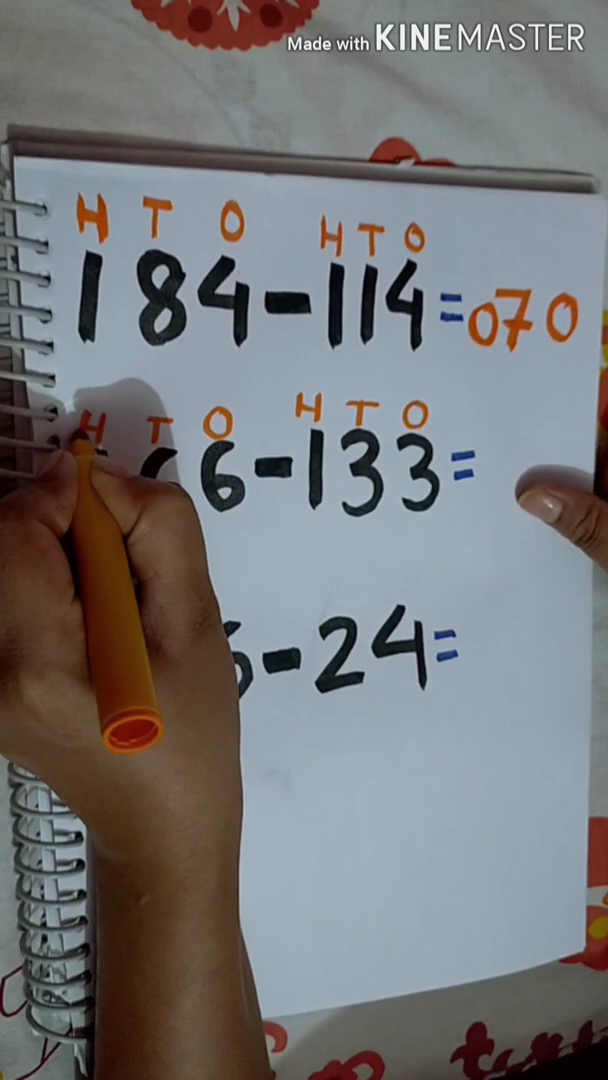 Made with KINEMASTER
H T O H T O
184-114=070
H T O H T O
6-133=
-24=